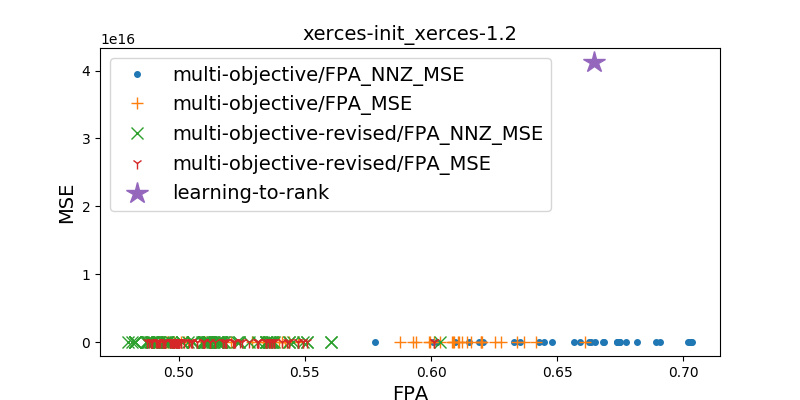 xerces-init_xerces-1.2
1e16
multi-objective/FPA_NNZ_MSE
multi-objective/FPA_MSE
multi-objective-revised/FPA_NNZ_MSE
multi-objective-revised/FPA_MSE
learning-to-rank
4
3
2
1
0
MSE
0.50 0.55 0.60 0.65 0.70
FPA